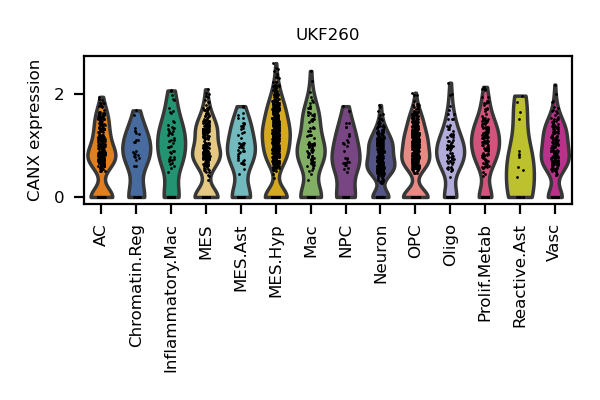 UKF260
CANX expression
2
0
AC
Chromatin.Reg
Inflammatory.Mac
MES
MES.Ast
MES.Hyp
Mac
NPC
Neuron
OPC
Oligo
Prolif.Metab
Reactive.Ast
Vasc